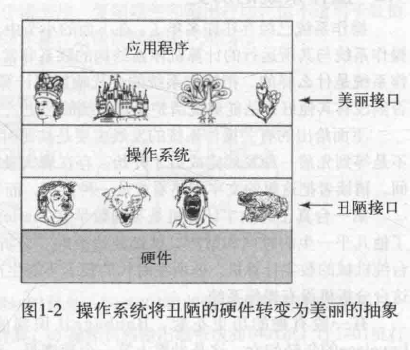 应用程序
美丽接口
操作系统
丑陋接口
硬件
图1-2 操作系统将丑陋的硬件转变为美丽的抽象